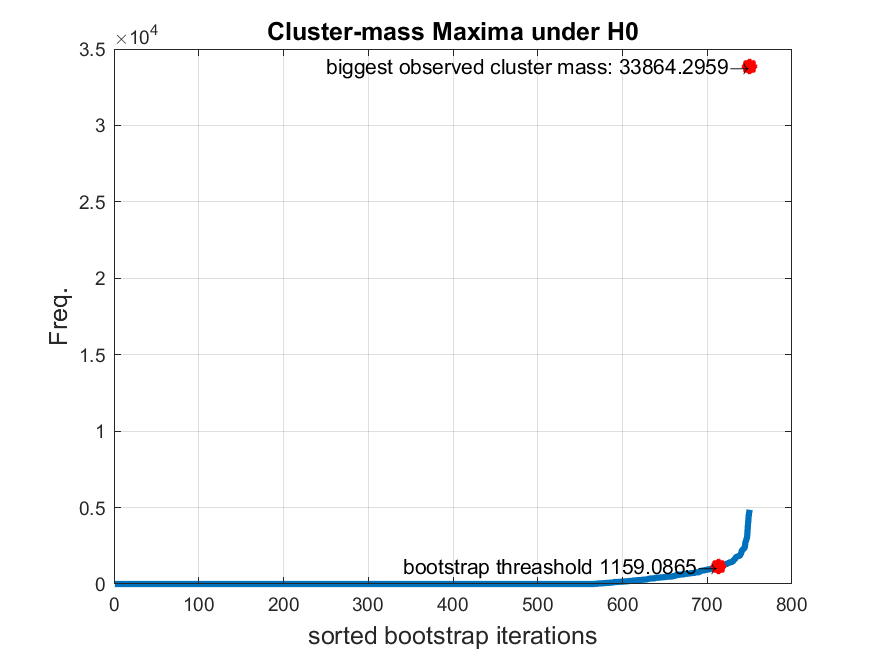 Cluster-mass Maxima under H0
×10^4
3.5
biggest observed cluster mass: 33864.2959
3
2.5
2
Freq.
1.5
1
0.5
bootstrap threashold 1159.0865
0
0 100 200 300 400 500 600 700 800
sorted bootstrap iterations